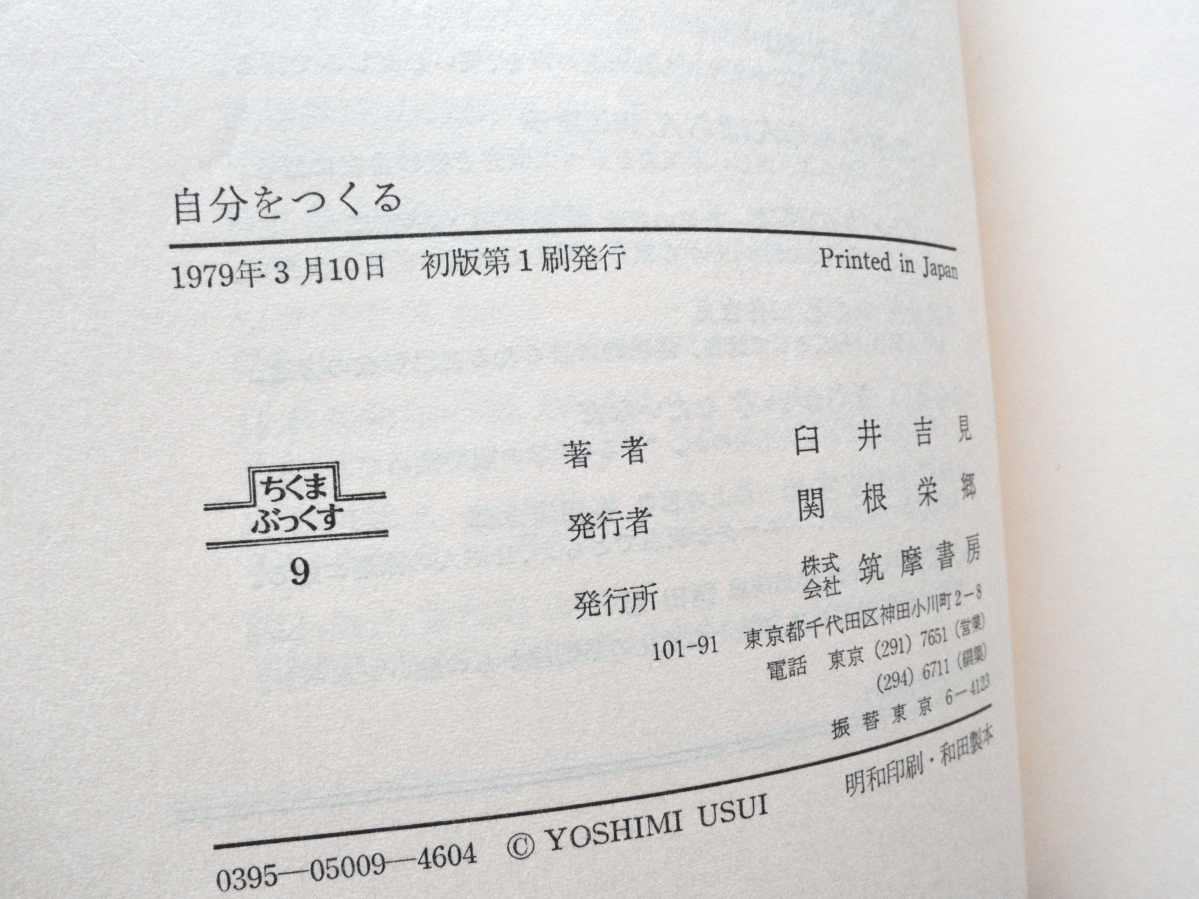 自分をつくる
1979年3月10日 初版第1刷発行 Printed in Japan
著者 臼井吉見
発行者 関根栄郷
発行所 株式会社 筑摩書房
101-91 東京都千代田区神田小川町2-8
電話 東京 (291) 7651 (営業)
(294) 6711 (編集)
振替東京 6-4123
ちくま
ぶっくす
9
明和印刷・和田製本
0395—05009—4604 © YOSHIMI USUI